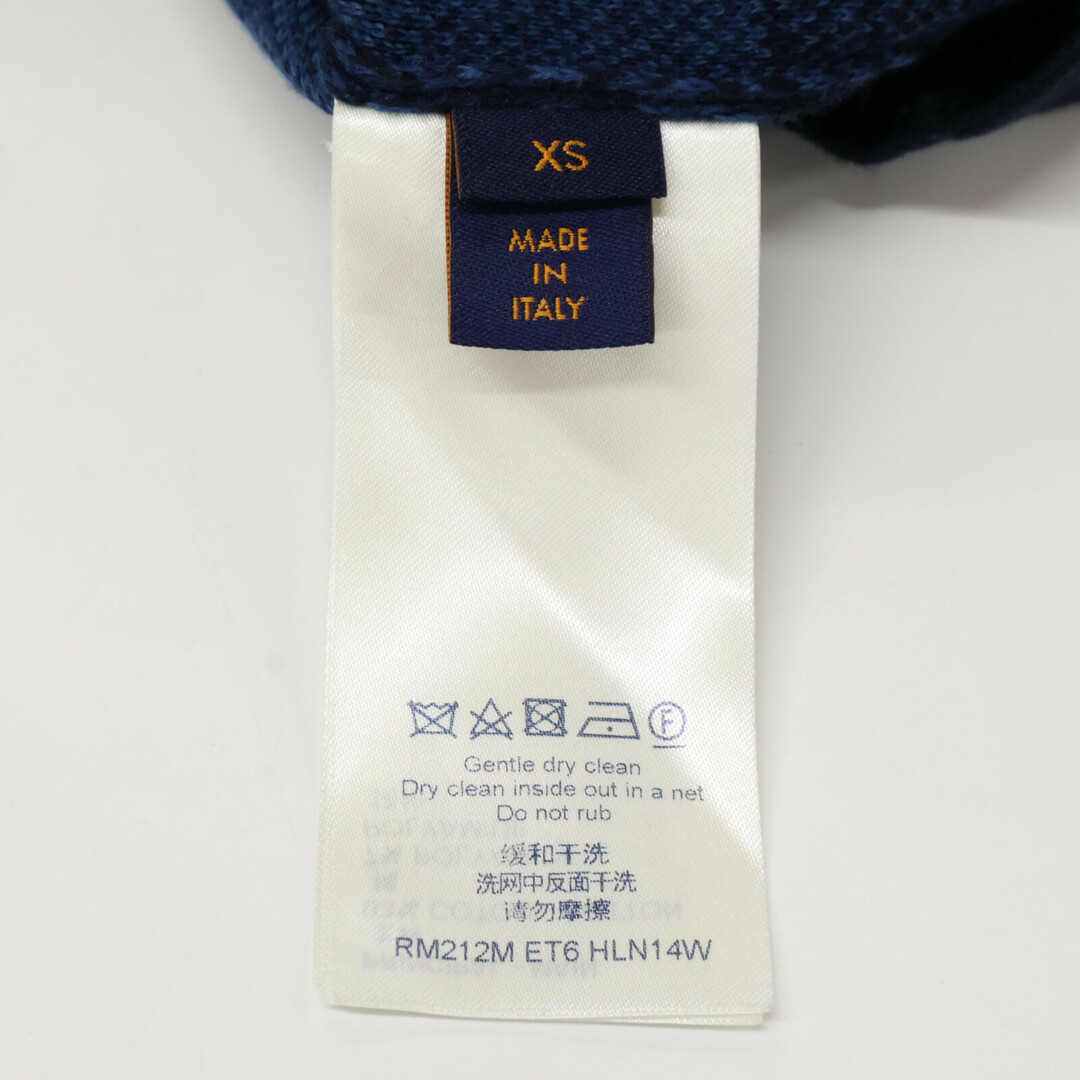 XS
MADE
IN
ITALY
F
Gentle dry clean
Dry clean inside out in a net
Do not rub
缓和干洗
洗网中反面干洗
请勿摩擦
RM212M ET6 HLN14W